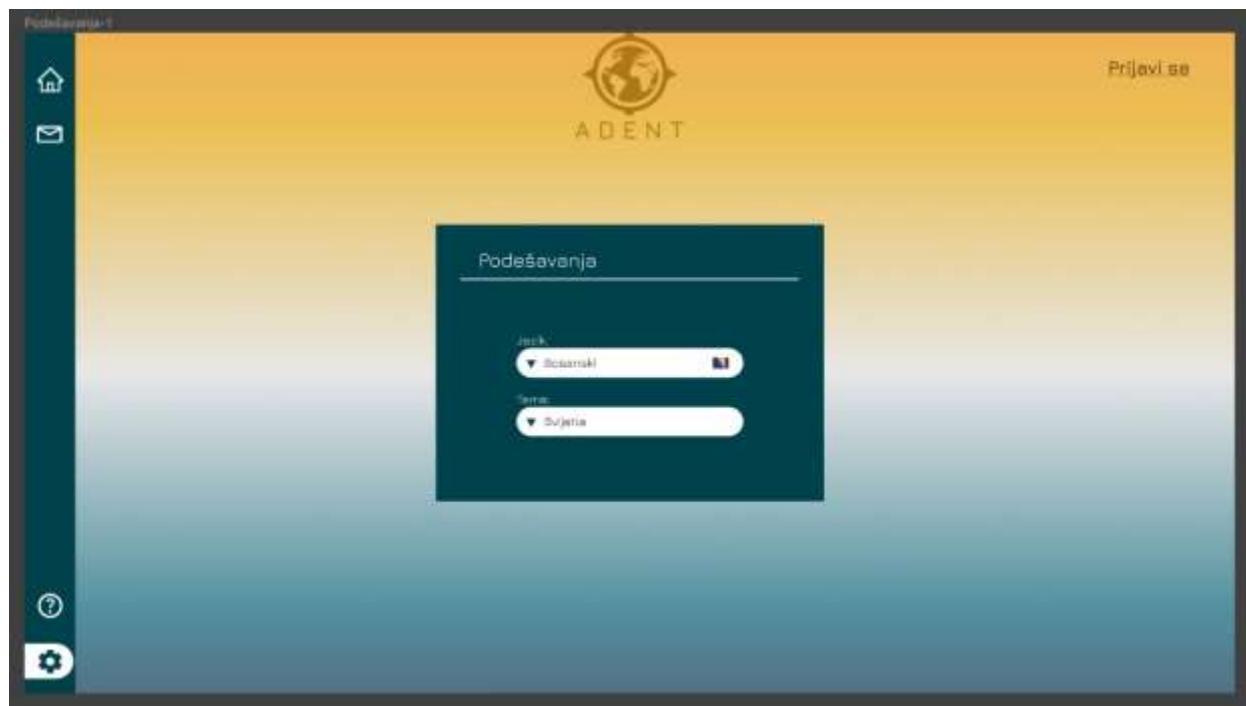 Podešavanja-1
ADENT
Prijavi se
Podešavanja
Jezik:
Bosanski
Tema:
Svijetla